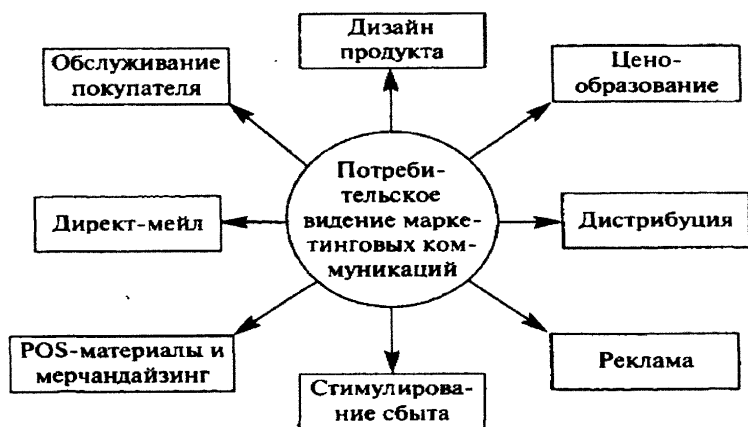 Дизайн
продукта
Обслуживание
покупателя
Цено-
образование
Потреби-
тельское
видение марке-
тинговых ком-
муникаций
Директ-мейл
Дистрибуция
POS-материалы и
мерчандайзинг
Стимулирова-
ние сбыта
Реклама